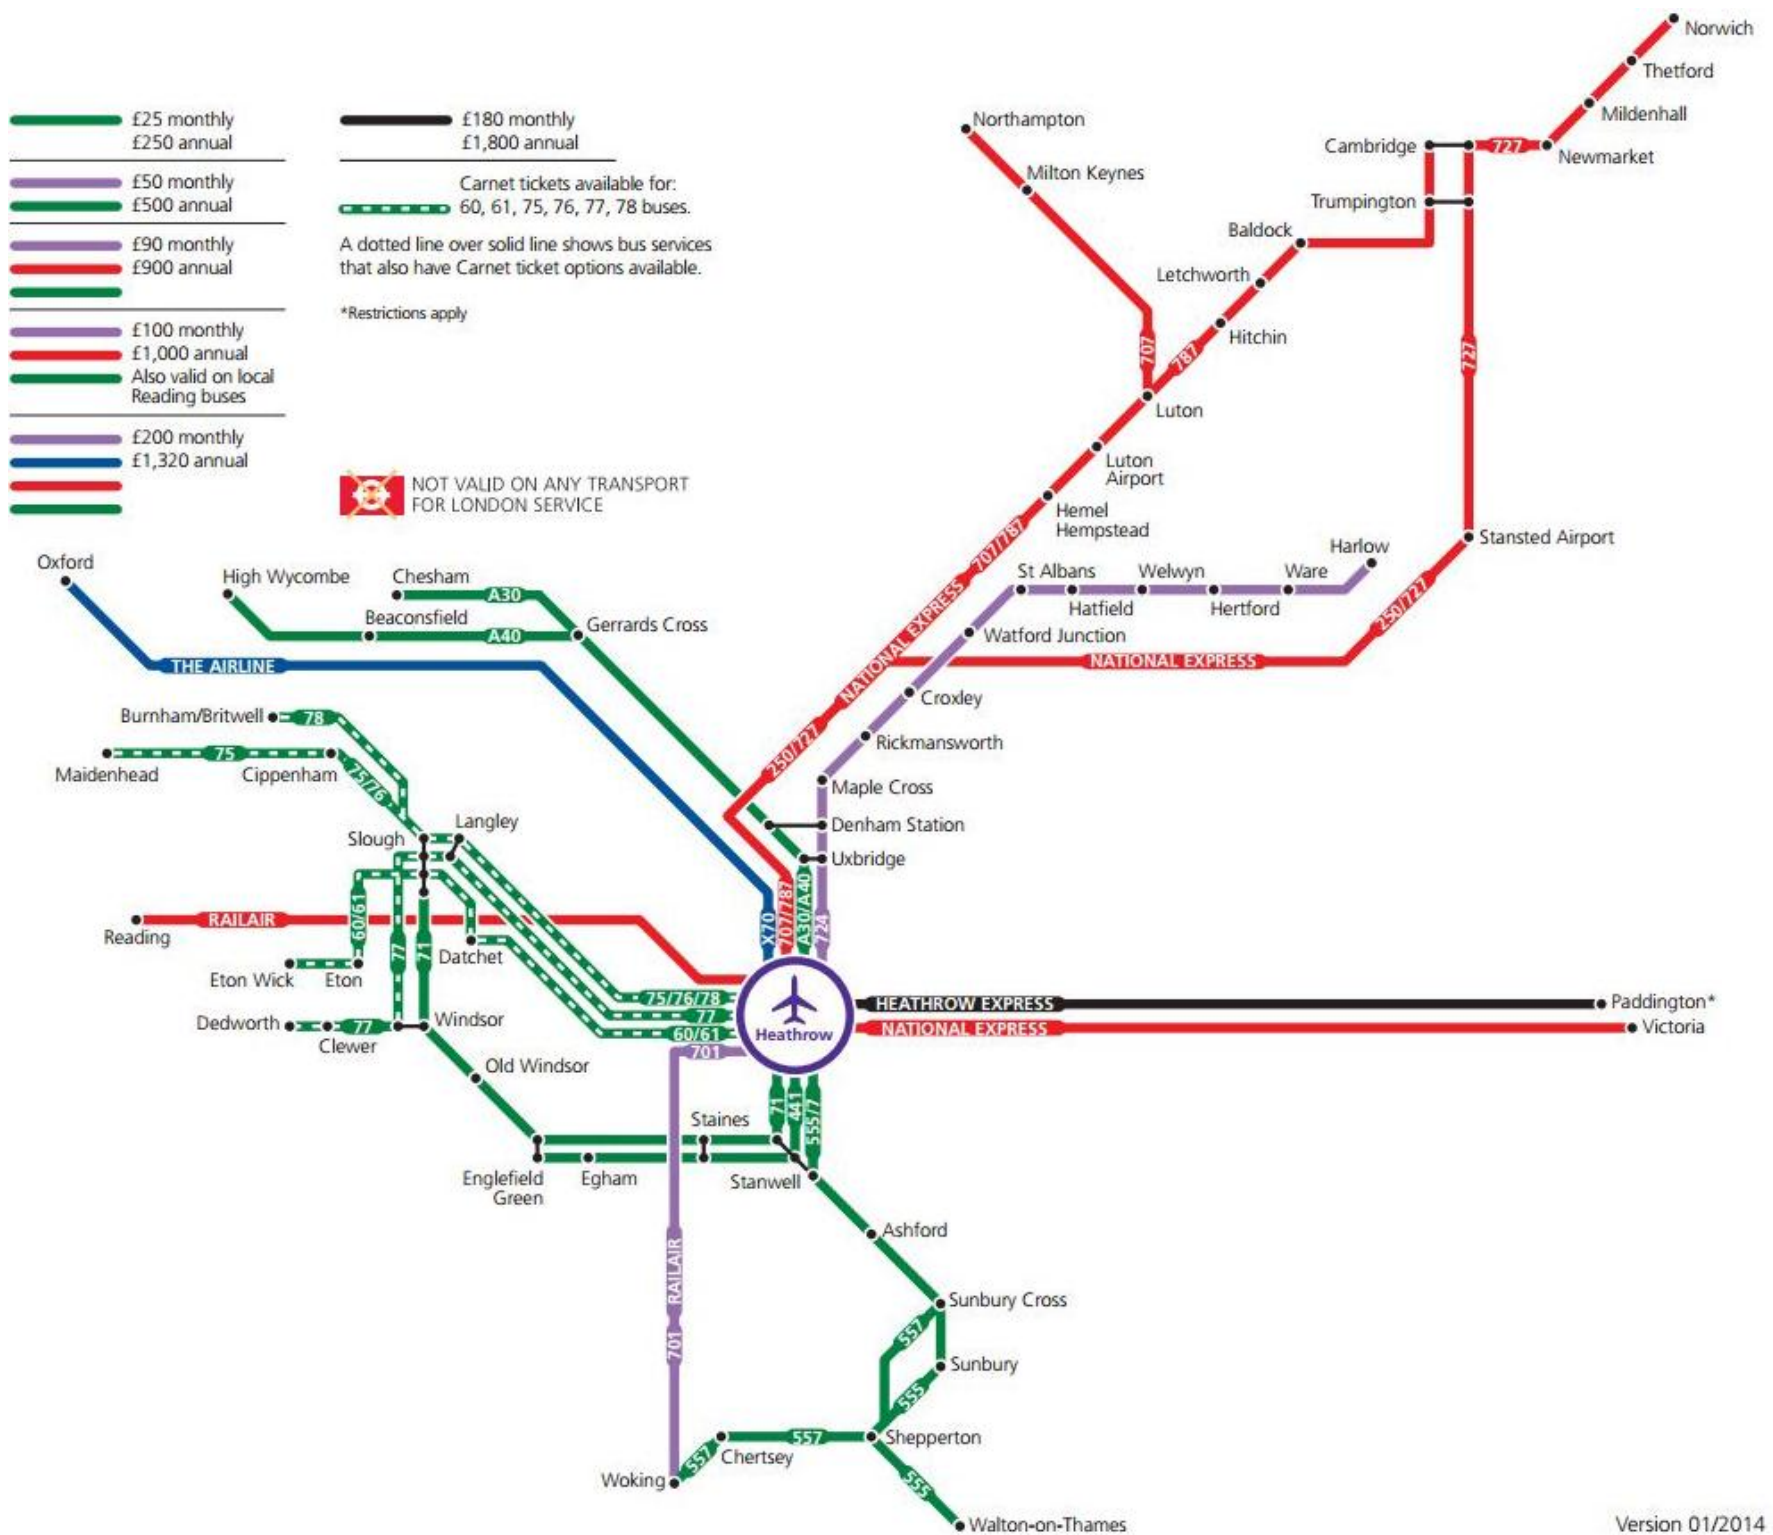 £25 monthly
£250 annual
£50 monthly
£500 annual
£90 monthly
£900 annual
£100 monthly
£1,000 annual
Also valid on local
Reading buses
£200 monthly
£1,320 annual
£180 monthly
£1,800 annual
Carnet tickets available for:
60, 61, 75, 76, 77, 78 buses.
A dotted line over solid line shows bus services
that also have Carnet ticket options available.
*Restrictions apply
NOT VALID ON ANY TRANSPORT
FOR LONDON SERVICE
Norwich
Thetford
Mildenhall
Newmarket
727
Cambridge
Trumpington
Baldock
Letchworth
Hitchin
727
Northampton
Milton Keynes
707
787
Luton
Luton
Airport
Hemel
Hempstead
707/787
NATIONAL EXPRESS
250/727
Stansted Airport
250/727
NATIONAL EXPRESS
Harlow
Ware
Hertford
Welwyn
Hatfield
St Albans
Watford Junction
Croxley
Rickmansworth
Maple Cross
Denham Station
Uxbridge
Oxford
THE AIRLINE
High Wycombe
Beaconsfield
A40
Chesham
A30
Gerrards Cross
Burnham/Britwell
78
Maidenhead
75
Cippenham
75/76
Slough
Langley
Reading
RAILAIR
60/61
77
71
Datchet
Eton Wick
Eton
Dedworth
Clewer
77
Windsor
Old Windsor
X70
707/787
A30/A40
724
75/76/78
77
60/61
701
Heathrow
HEATHROW EXPRESS
Paddington*
NATIONAL EXPRESS
Victoria
71
441
555/7
Staines
Englefield
Green
Egham
Stanwell
RAILAIR
701
Ashford
Sunbury Cross
557
Sunbury
555
Shepperton
557
Chertsey
557
Woking
555
Walton-on-Thames
Version 01/2014